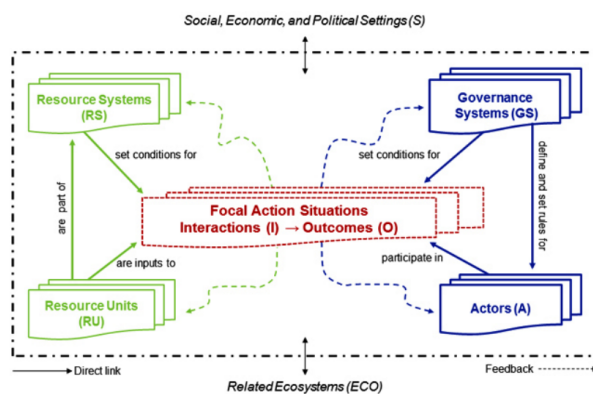 Social, Economic, and Political Settings (S)
Resource Systems
(RS)
Governance
Systems (GS)
set conditions for
set conditions for
are part of
define and set rules for
Focal Action Situations
Interactions (I) → Outcomes (O)
are inputs to
participate in
Resource Units
(RU)
Actors (A)
Direct link
Feedback
Related Ecosystems (ECO)